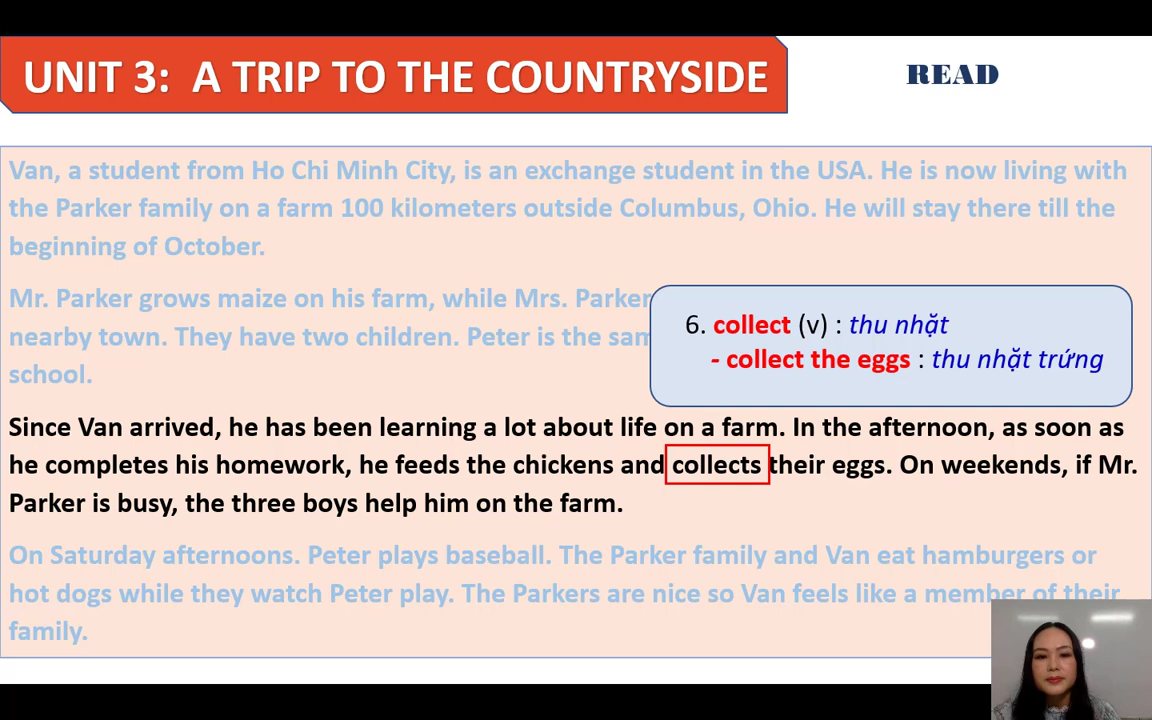 UNIT 3: A TRIP TO THE COUNTRYSIDE
READ
Van, a student from Ho Chi Minh City, is an exchange student in the USA. He is now living with
the Parker family on a farm 100 kilometers outside Columbus, Ohio. He will stay there till the
beginning of October.
Mr. Parker grows maize on his farm, while Mrs. Parker
nearby town. They have two children. Peter is the sam
school.
6. collect (v) : thu nhặt
- collect the eggs : thu nhặt trứng
Since Van arrived, he has been learning a lot about life on a farm. In the afternoon, as soon as
he completes his homework, he feeds the chickens and collects their eggs. On weekends, if Mr.
Parker is busy, the three boys help him on the farm.
On Saturday afternoons. Peter plays baseball. The Parker family and Van eat hamburgers or
hot dogs while they watch Peter play. The Parkers are nice so Van feels like a member of their
family.